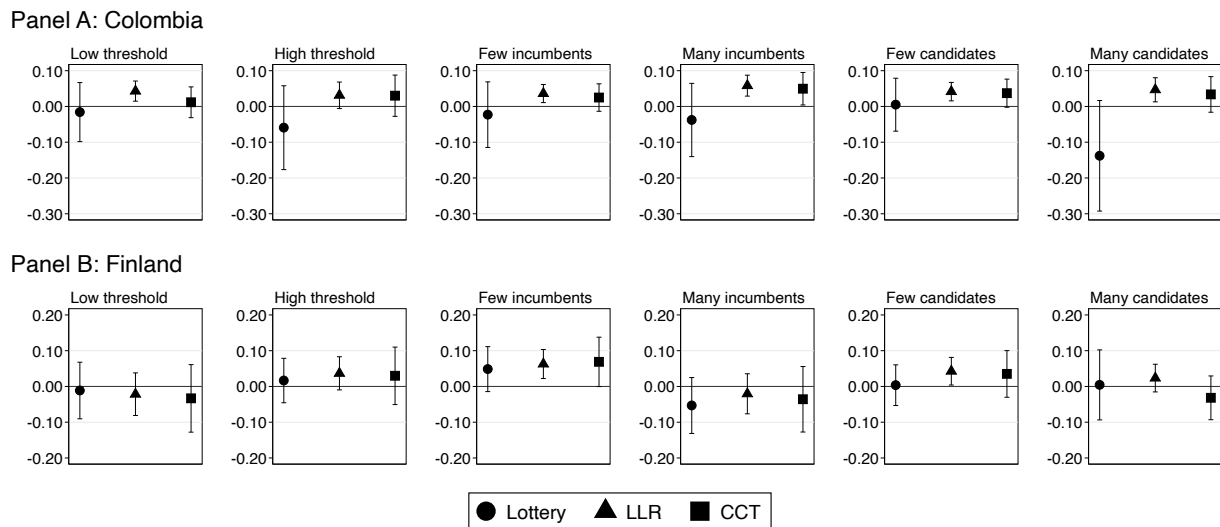 Panel A: Colombia
Low threshold High threshold Few incumbents Many incumbents Few candidates Many candidates
0.10 0.10 0.10 0.10 0.10 0.10
0.00 0.00 0.00 0.00 0.00 0.00
-0.10 -0.10 -0.10 -0.10 -0.10 -0.10
-0.20 -0.20 -0.20 -0.20 -0.20 -0.20
-0.30 -0.30 -0.30 -0.30 -0.30 -0.30
Panel B: Finland
Low threshold High threshold Few incumbents Many incumbents Few candidates Many candidates
0.20 0.20 0.20 0.20 0.20 0.20
0.10 0.10 0.10 0.10 0.10 0.10
0.00 0.00 0.00 0.00 0.00 0.00
-0.10 -0.10 -0.10 -0.10 -0.10 -0.10
-0.20 -0.20 -0.20 -0.20 -0.20 -0.20
Lottery LLR CCT